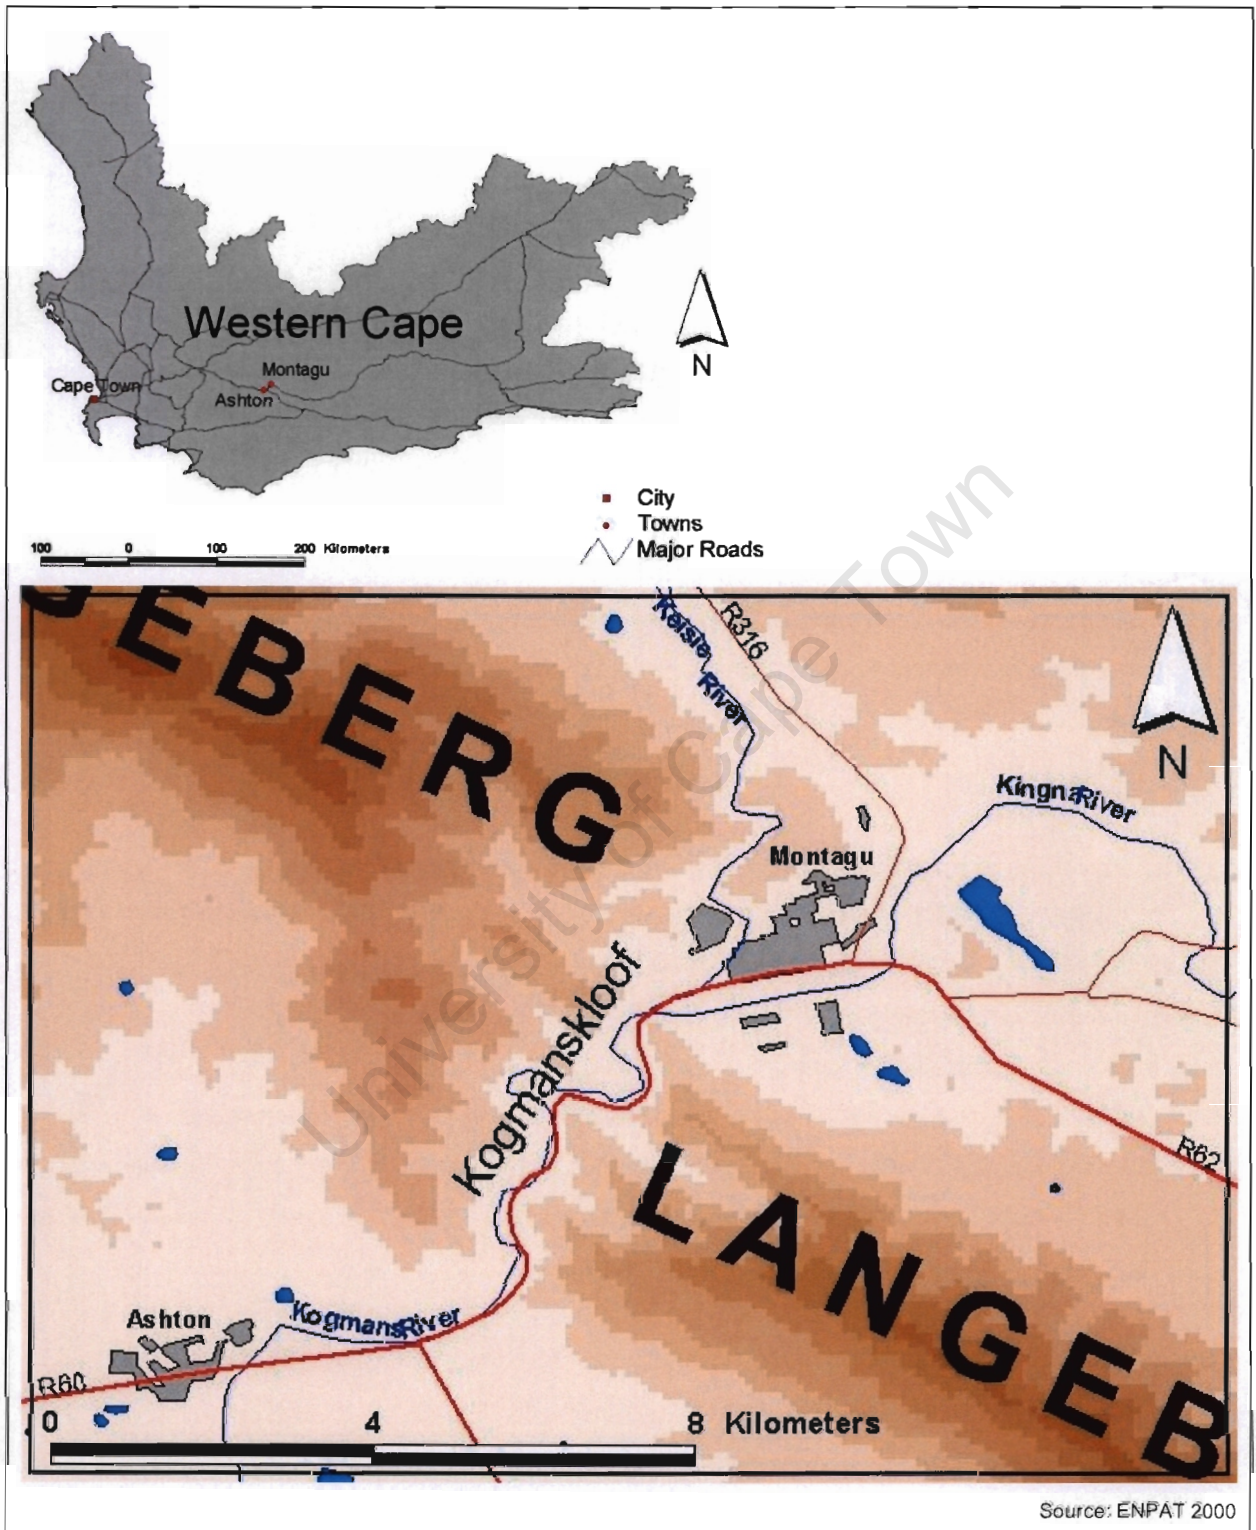 Western Cape
Montagu
Cape Town
Ashton
N
City
Towns
Major Roads
100 0 100 200 Kilometers
GEBERG
Keisie River
R316
N
Kingna River
Montagu
Kogmanskloof
R62
LANGEB
Ashton
Kogmans River
R60
0 4 8 Kilometers
University of Cape Town
Source: ENPAT 2000